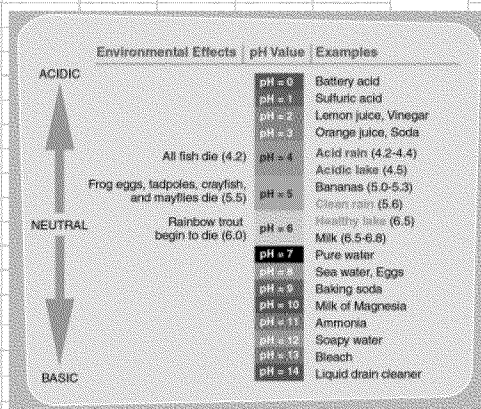 Environmental Effects pH Value Examples
ACIDIC
pH = 0 Battery acid
pH = 1 Sulfuric acid
pH = 2 Lemon juice, Vinegar
pH = 3 Orange juice, Soda
All fish die (4.2) pH = 4 Acid rain (4.2-4.4)
Acidic lake (4.5)
Frog eggs, tadpoles, crayfish,
and mayflies die (5.5) pH = 5 Bananas (5.0-5.3)
Clean rain (5.6)
NEUTRAL
Rainbow trout
begin to die (6.0) pH = 6 Healthy lake (6.5)
Milk (6.5-6.8)
pH = 7 Pure water
pH = 8 Sea water, Eggs
pH = 9 Baking soda
pH = 10 Milk of Magnesia
pH = 11 Ammonia
pH = 12 Soapy water
pH = 13 Bleach
pH = 14 Liquid drain cleaner
BASIC